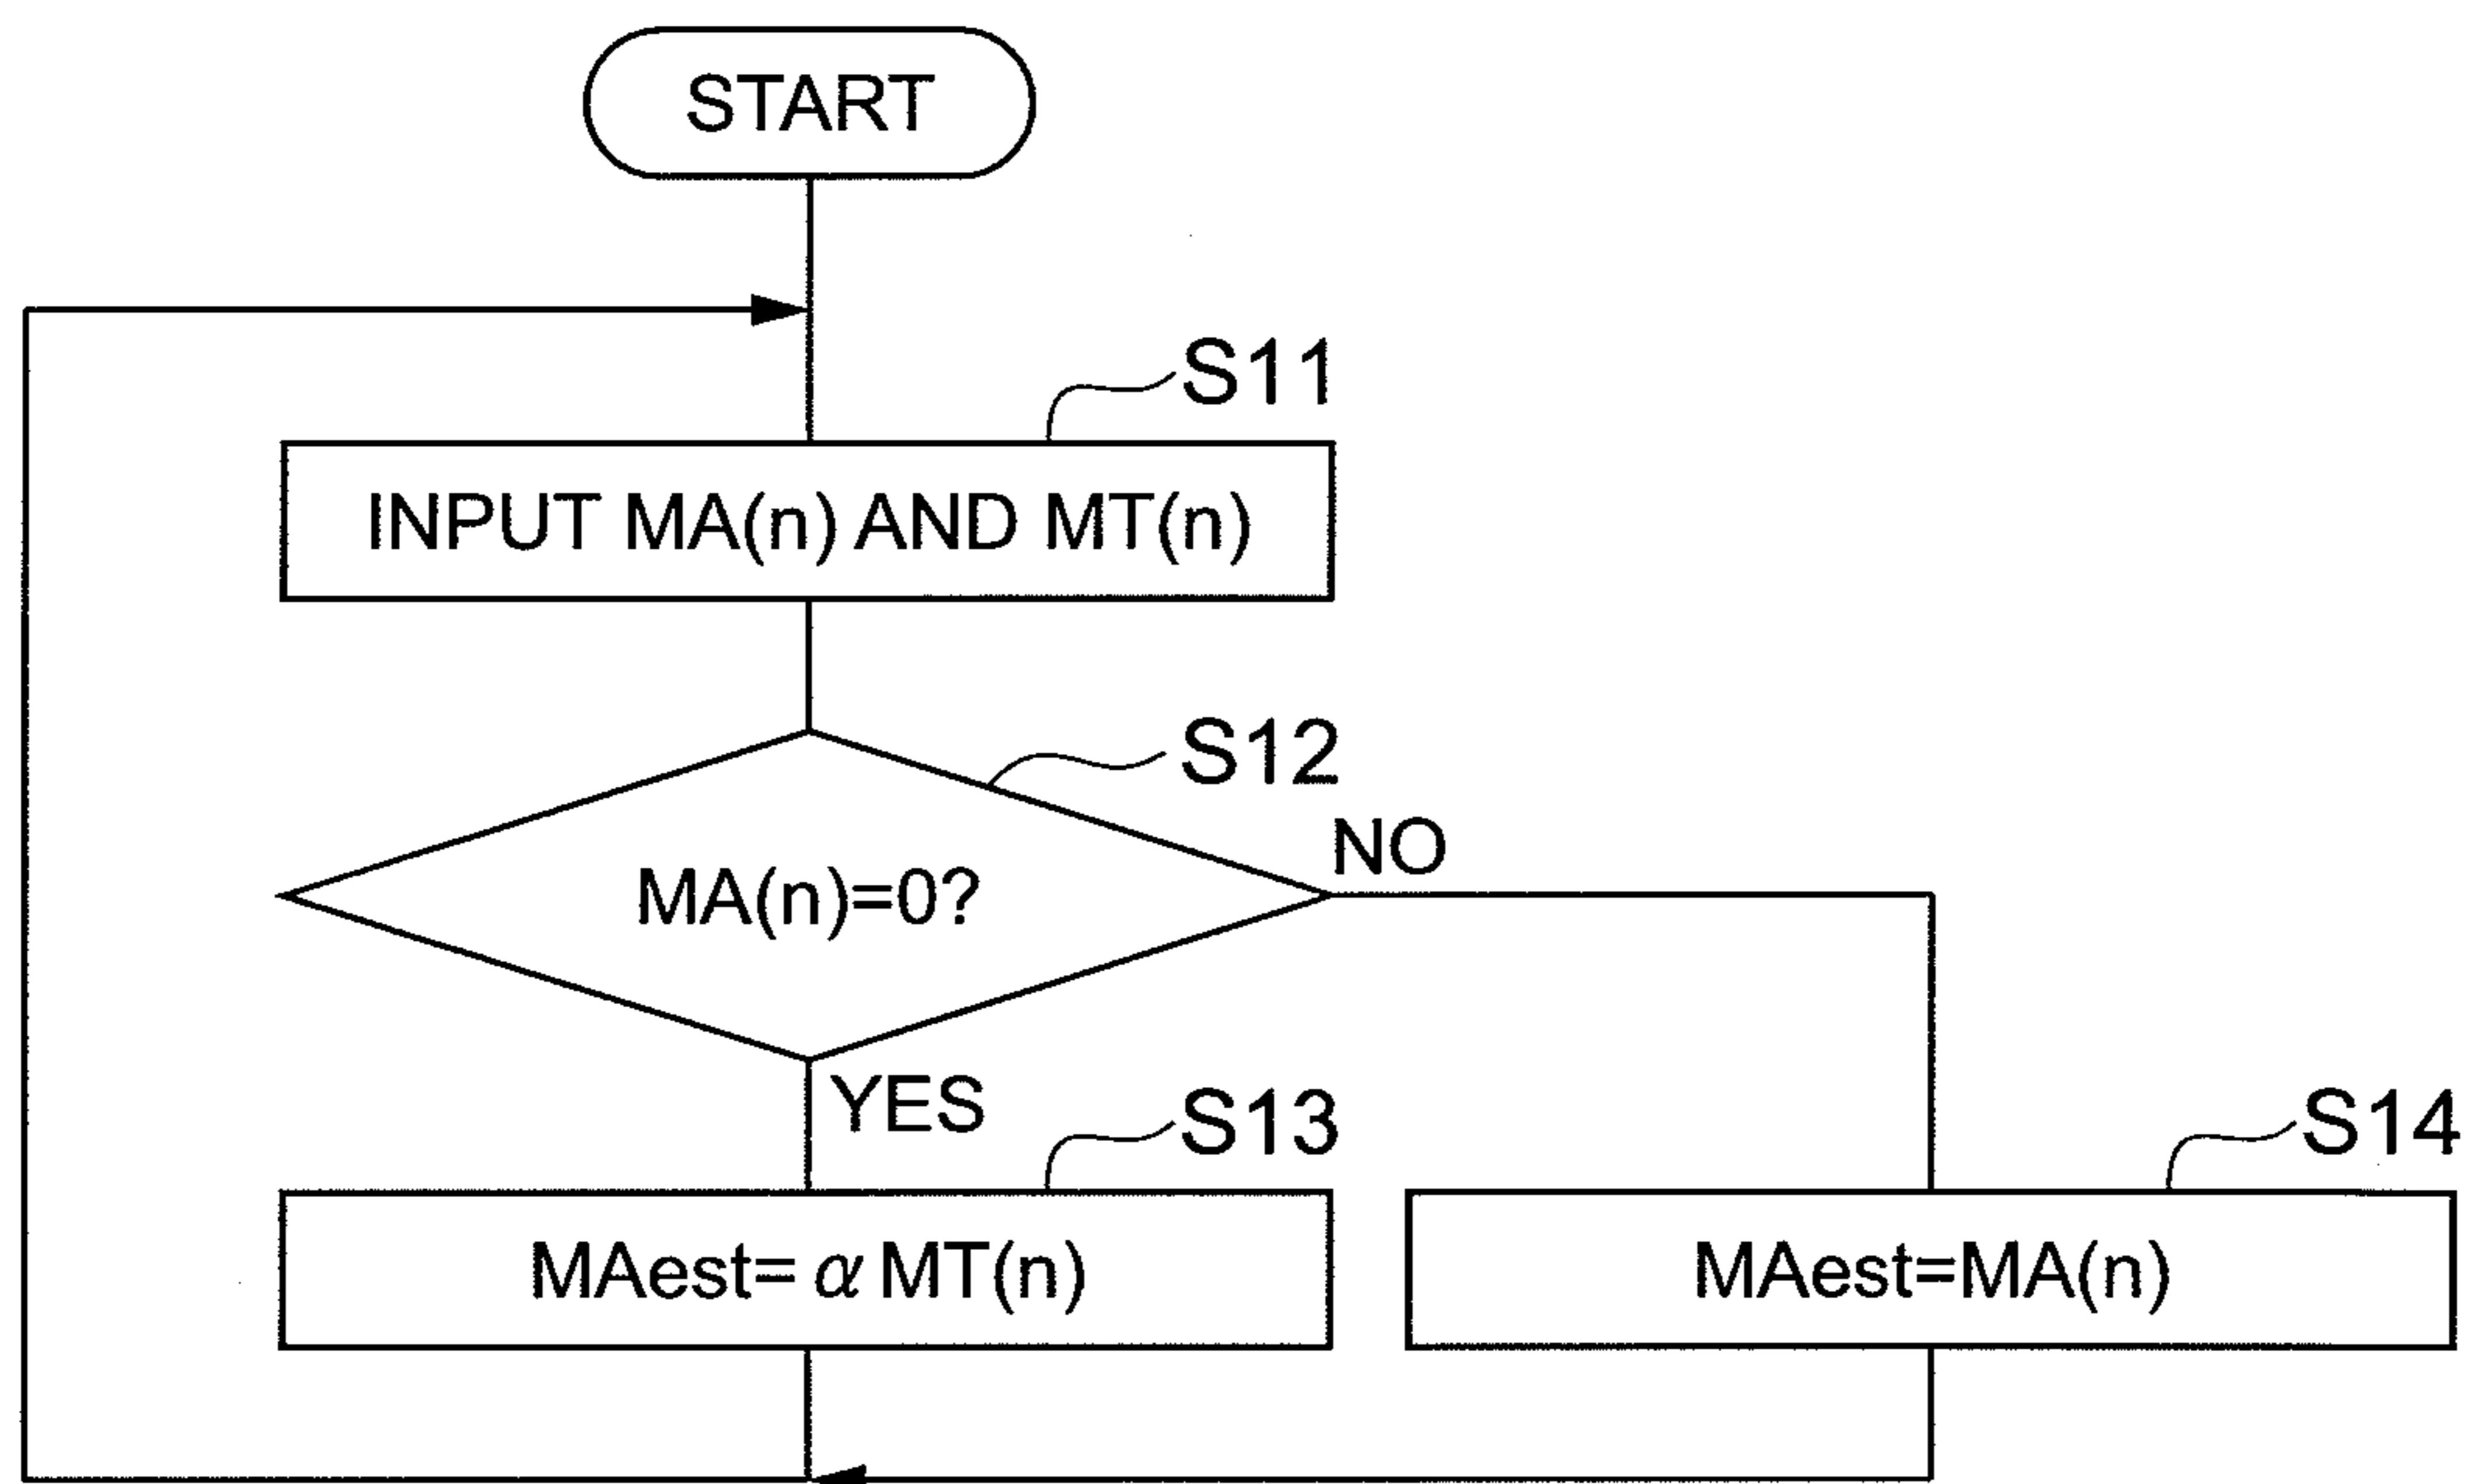 START
S11
INPUT MA(n) AND MT(n)
S12
NO
MA(n)=0?
YES
S13
S14
MAest=αMT(n)
MAest=MA(n)